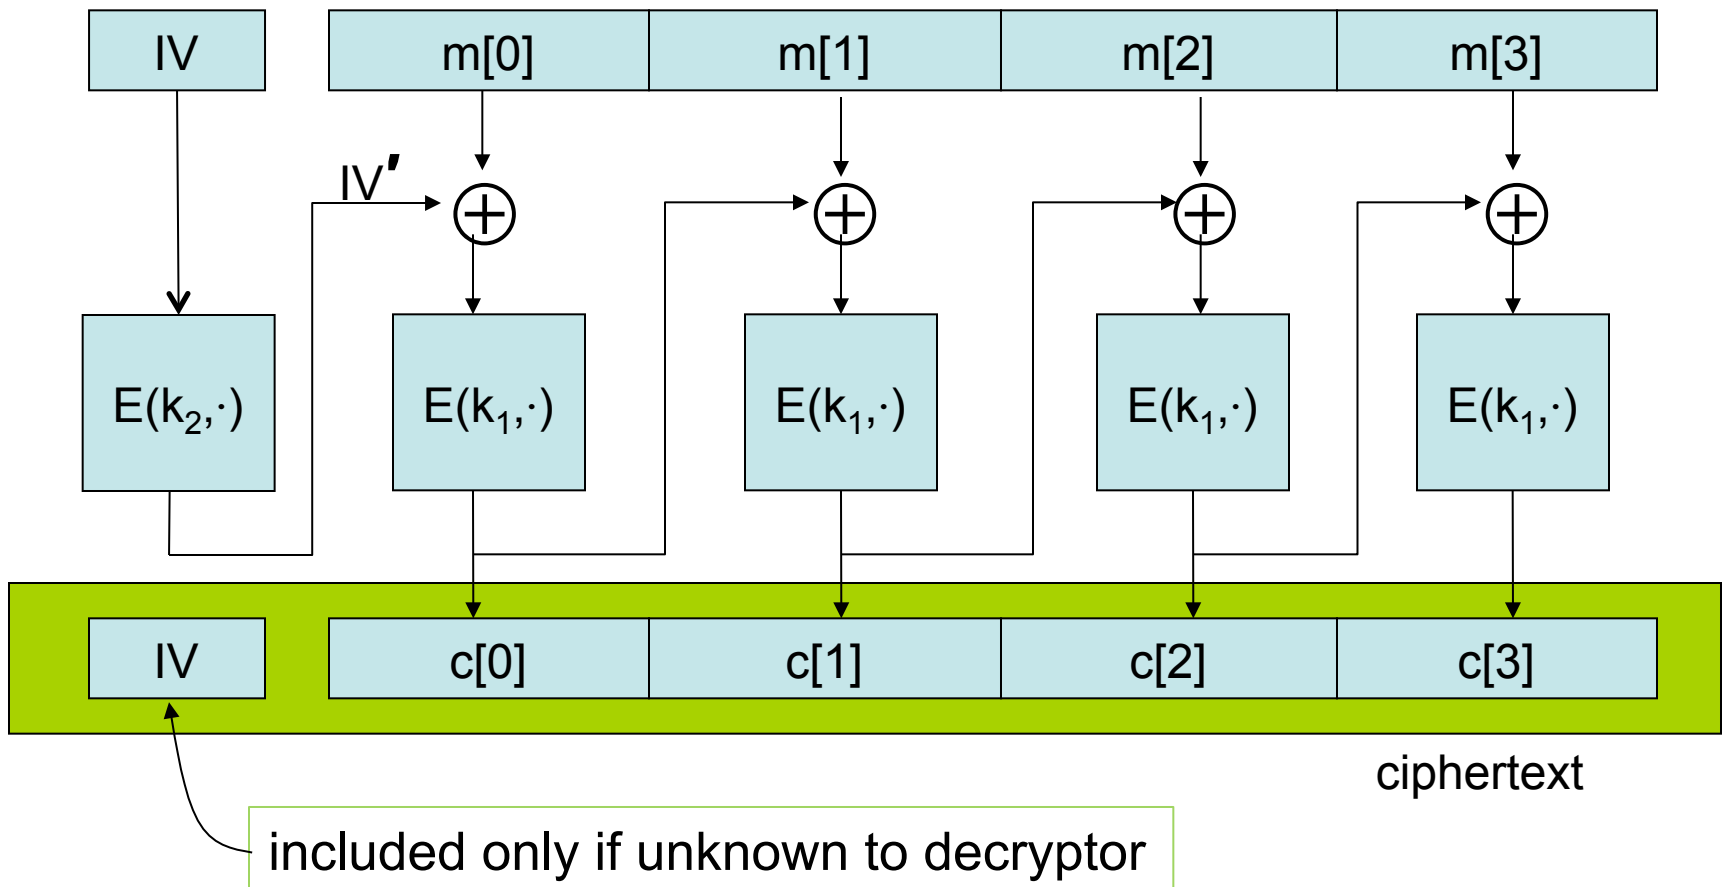 IV m[0] m[1] m[2] m[3]
IV′
E(k₂,·) E(k₁,·) E(k₁,·) E(k₁,·) E(k₁,·)
IV c[0] c[1] c[2] c[3]
ciphertext
included only if unknown to decryptor